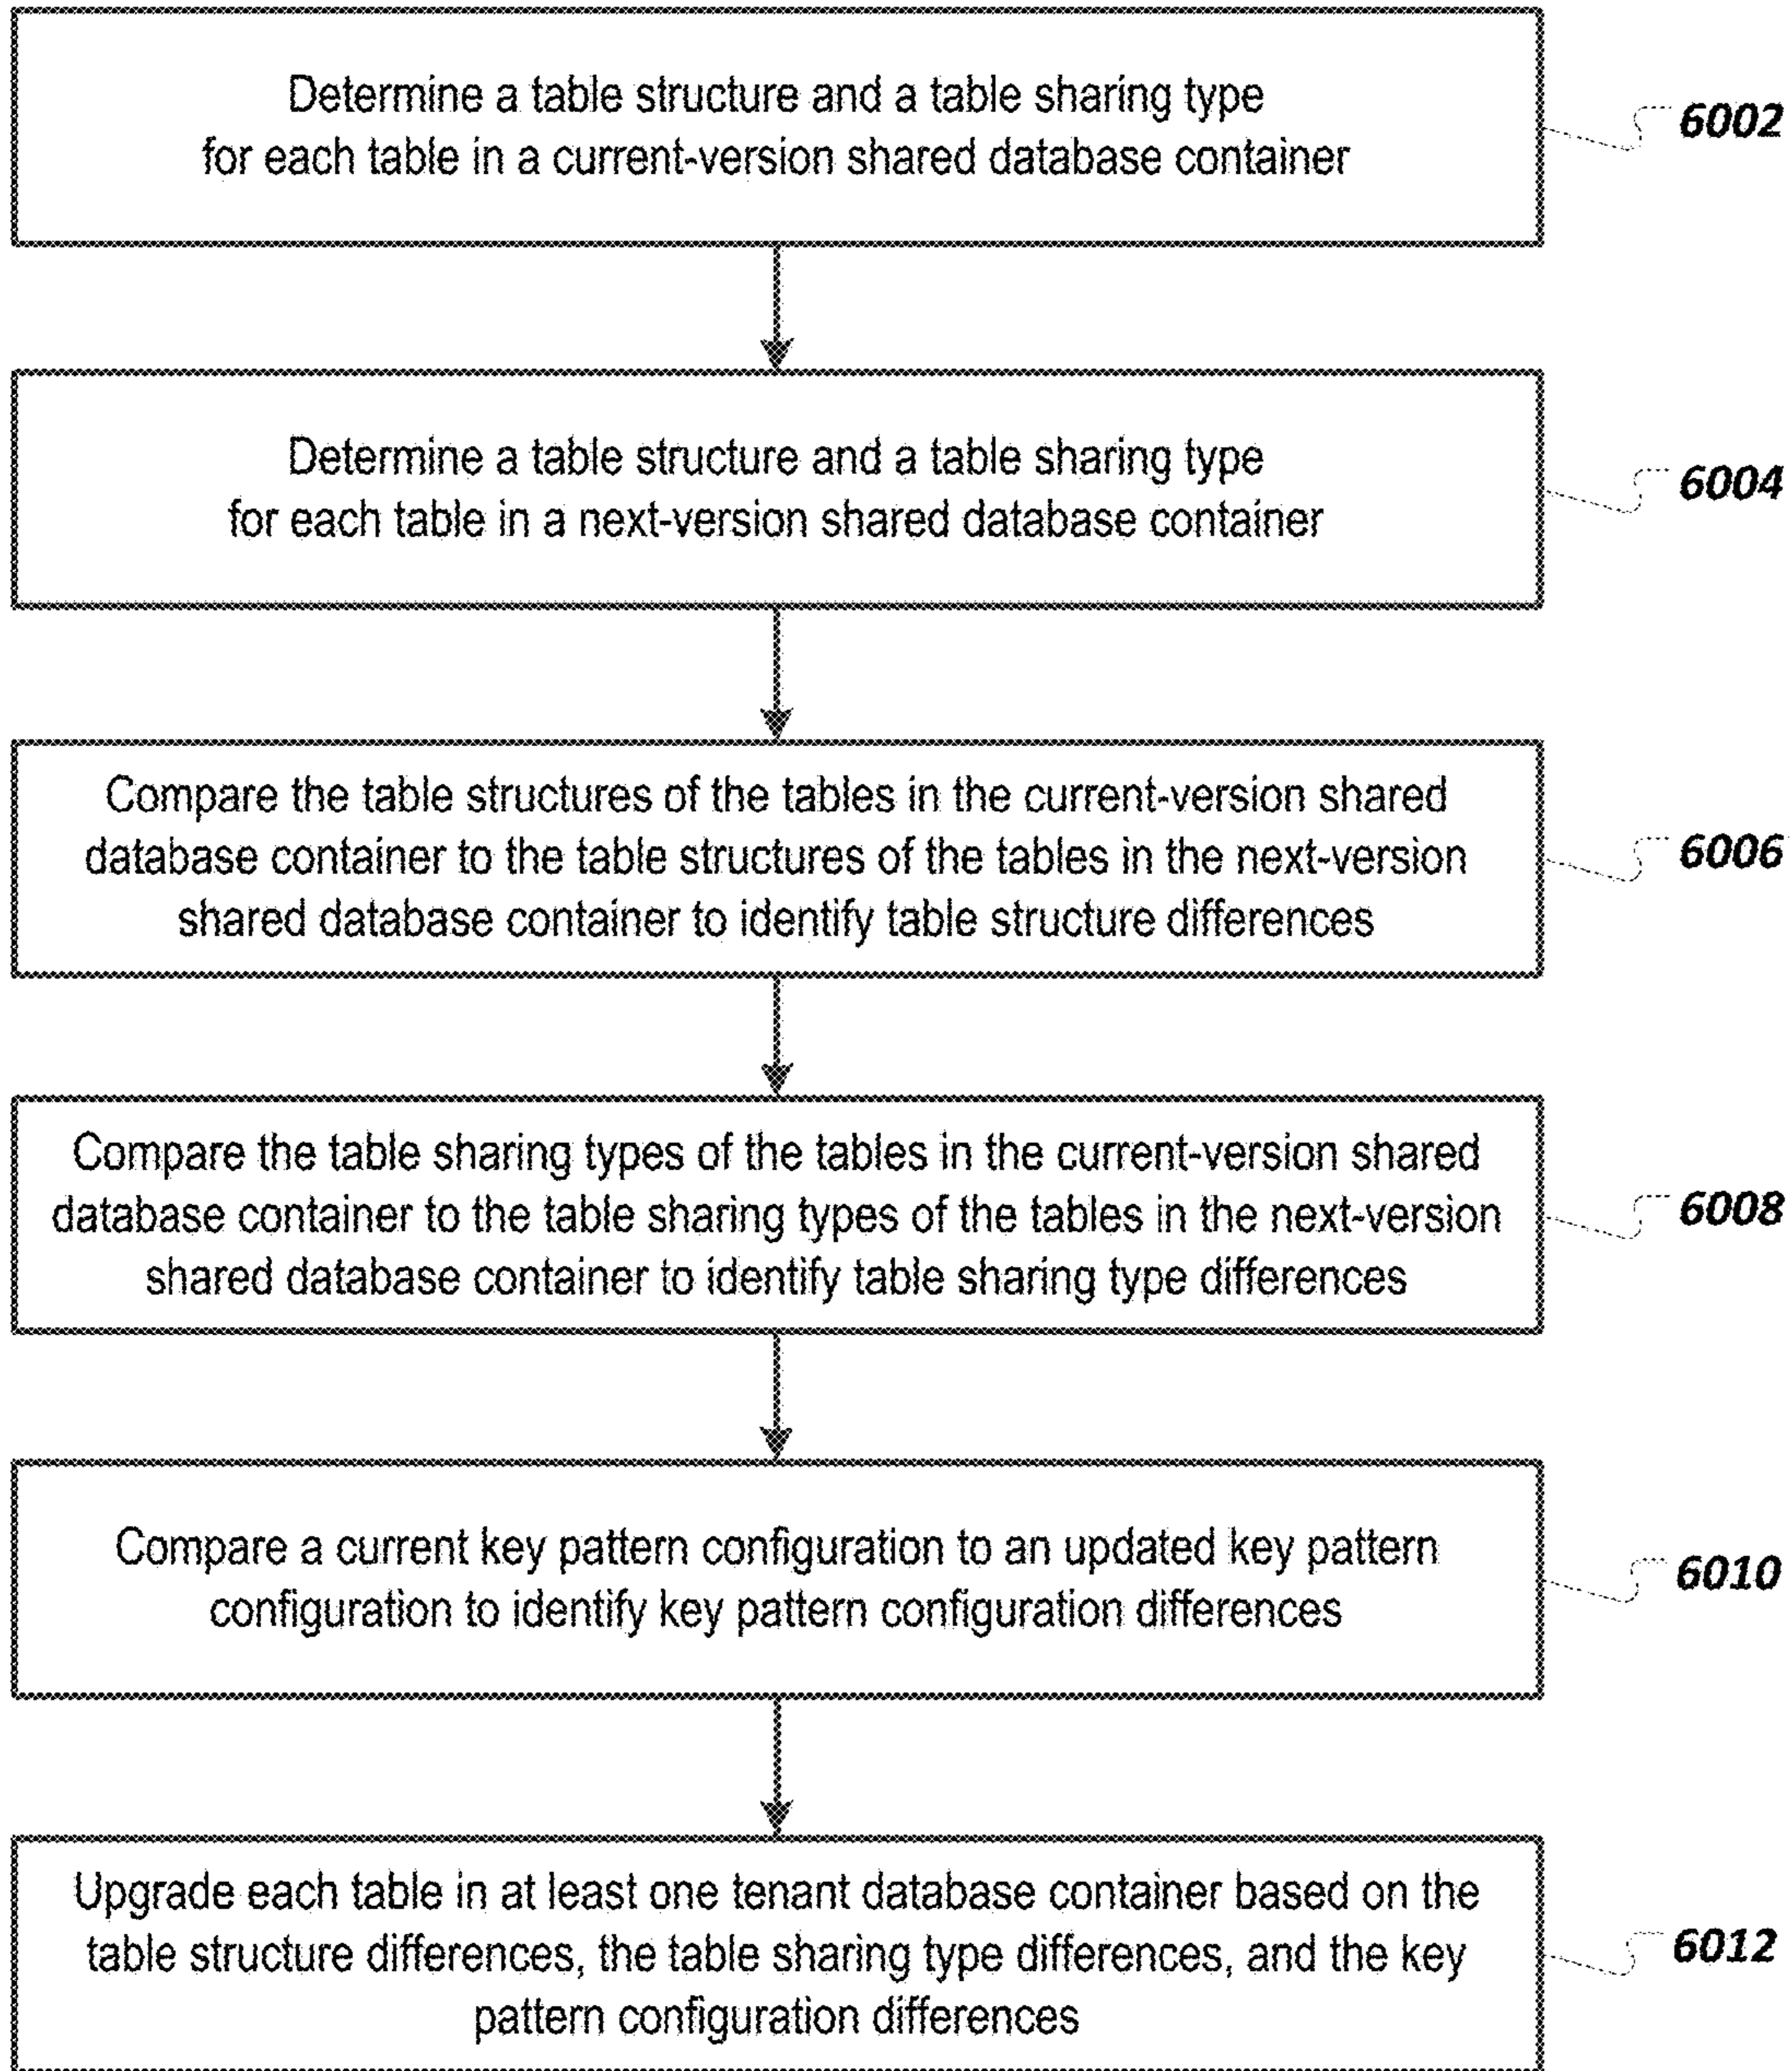 Determine a table structure and a table sharing type
for each table in a current-version shared database container
6002
Determine a table structure and a table sharing type
for each table in a next-version shared database container
6004
Compare the table structures of the tables in the current-version shared
database container to the table structures of the tables in the next-version
shared database container to identify table structure differences
6006
Compare the table sharing types of the tables in the current-version shared
database container to the table sharing types of the tables in the next-version
shared database container to identify table sharing type differences
6008
Compare a current key pattern configuration to an updated key pattern
configuration to identify key pattern configuration differences
6010
Upgrade each table in at least one tenant database container based on the
table structure differences, the table sharing type differences, and the key
pattern configuration differences
6012